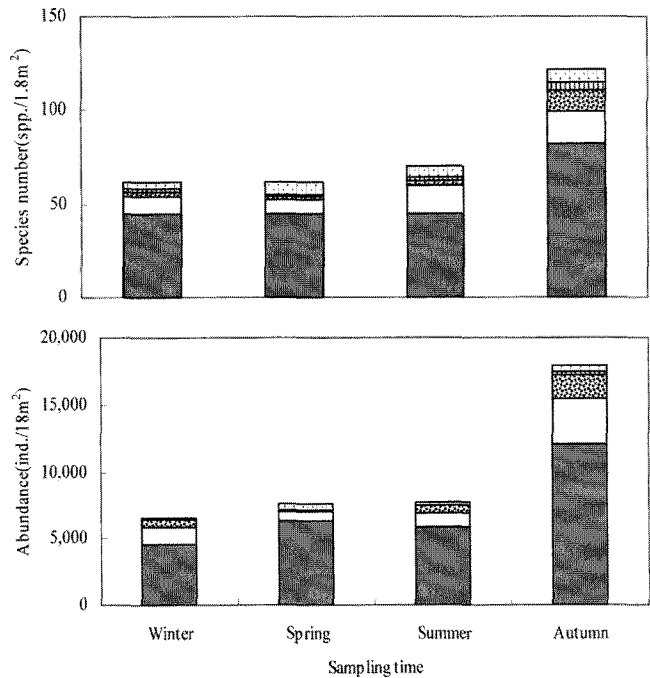 Species number(spp./1.8m²)
150
100
50
0
Abundance(ind./18m²)
20,000
15,000
10,000
5,000
0
Winter Spring Summer Autumn
Sampling time